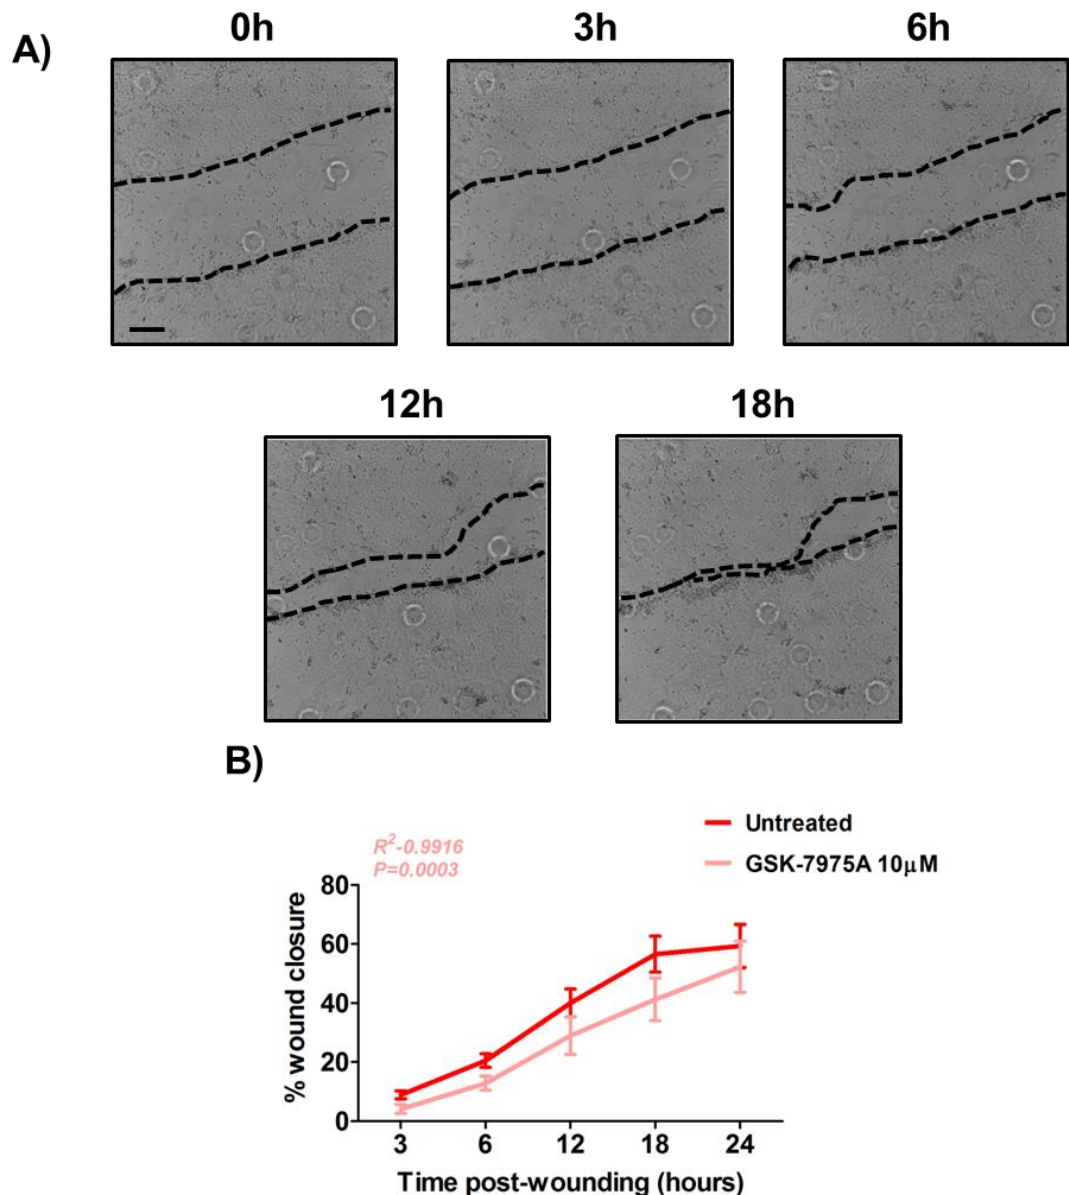 A)
0h 3h 6h
12h 18h
B)
R²-0.9916
P=0.0003
Untreated
GSK-7975A 10µM
% wound closure
80
60
40
20
0
3 6 12 18 24
Time post-wounding (hours)